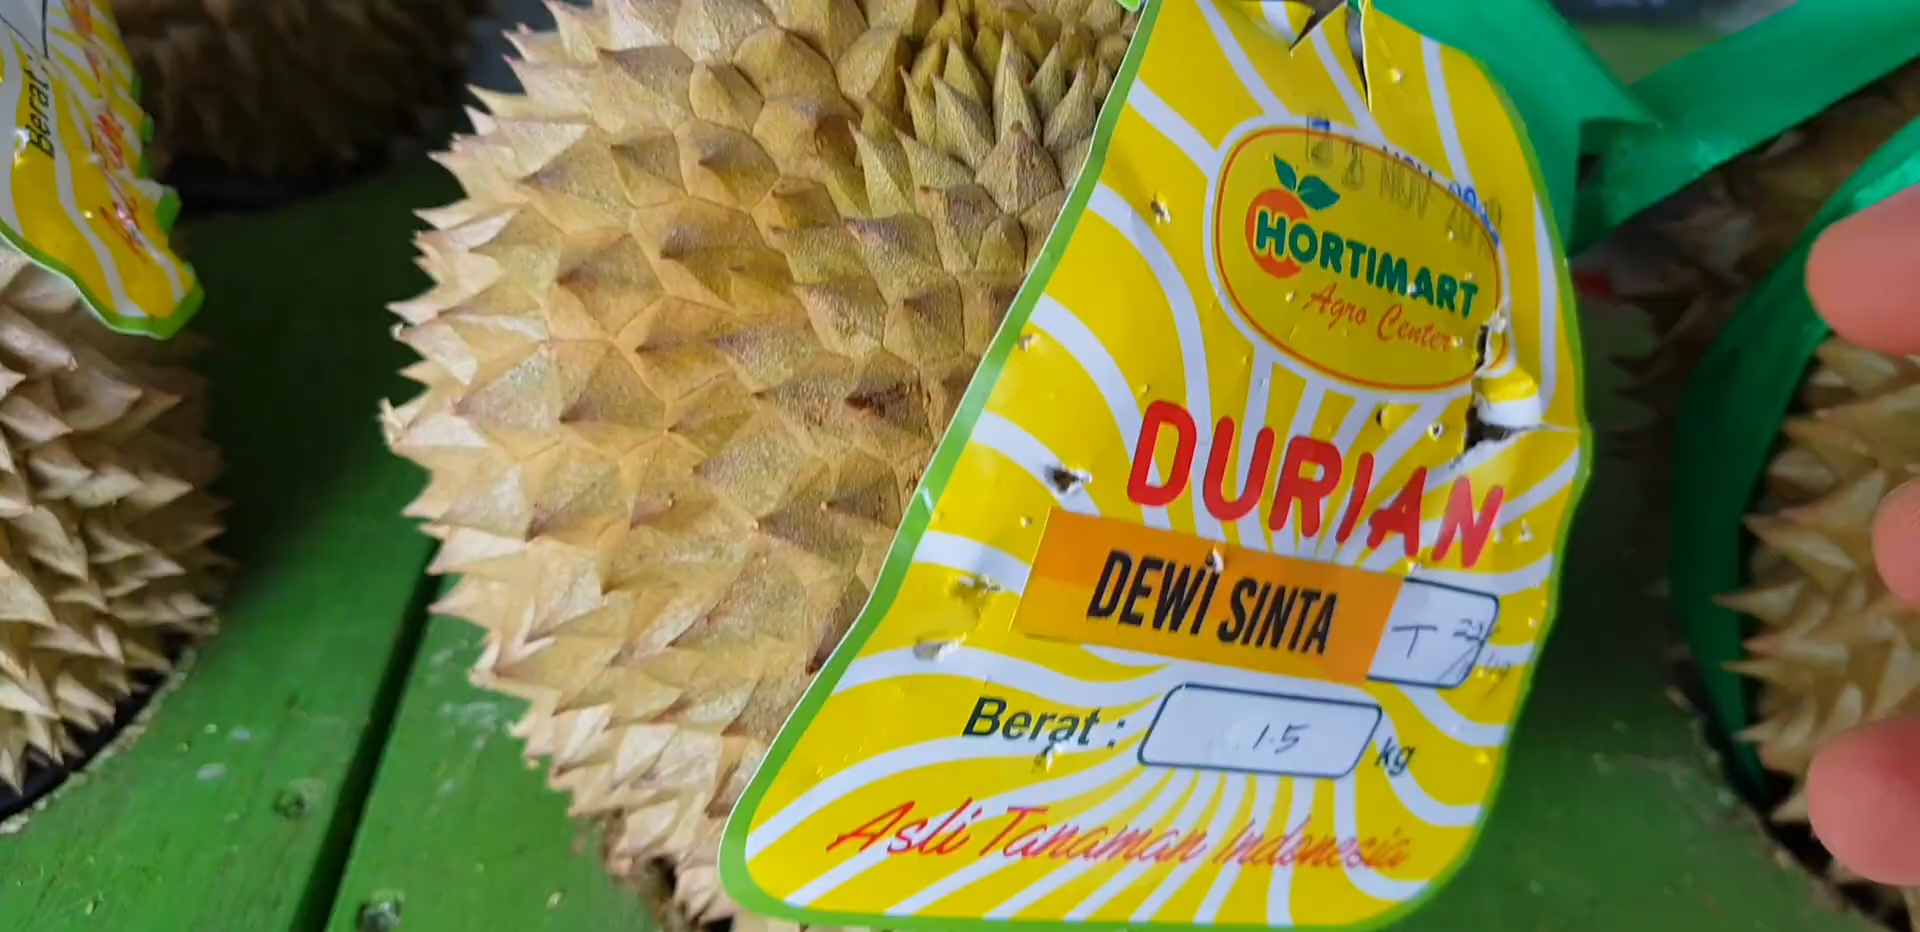 Berat :
HORTIMART
Agro Center
DURIAN
DEWI SINTA
T
Berat : 1.5 kg
Asli Tanaman Indonesia